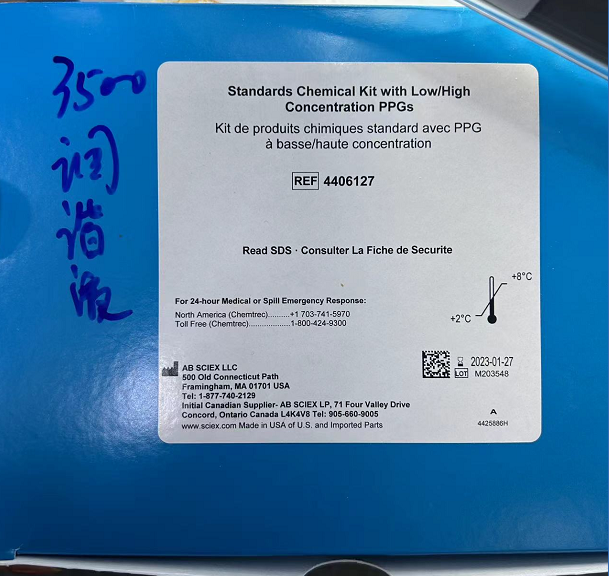 3500
调
谐
液
Standards Chemical Kit with Low/High
Concentration PPGs
Kit de produits chimiques standard avec PPG
à basse/haute concentration
REF 4406127
Read SDS · Consulter La Fiche de Securite
+8°C
+2°C
For 24-hour Medical or Spill Emergency Response:
North America (Chemtrec).........+1 703-741-5970
Toll Free (Chemtrec)...................1-800-424-9300
2023-01-27
LOT M203548
AB SCIEX LLC
500 Old Connecticut Path
Framingham, MA 01701 USA
Tel: 1-877-740-2129
Initial Canadian Supplier- AB SCIEX LP, 71 Four Valley Drive
Concord, Ontario Canada L4K4V8 Tel: 905-660-9005
www.sciex.com Made in USA of U.S. and Imported Parts
A
4425886H